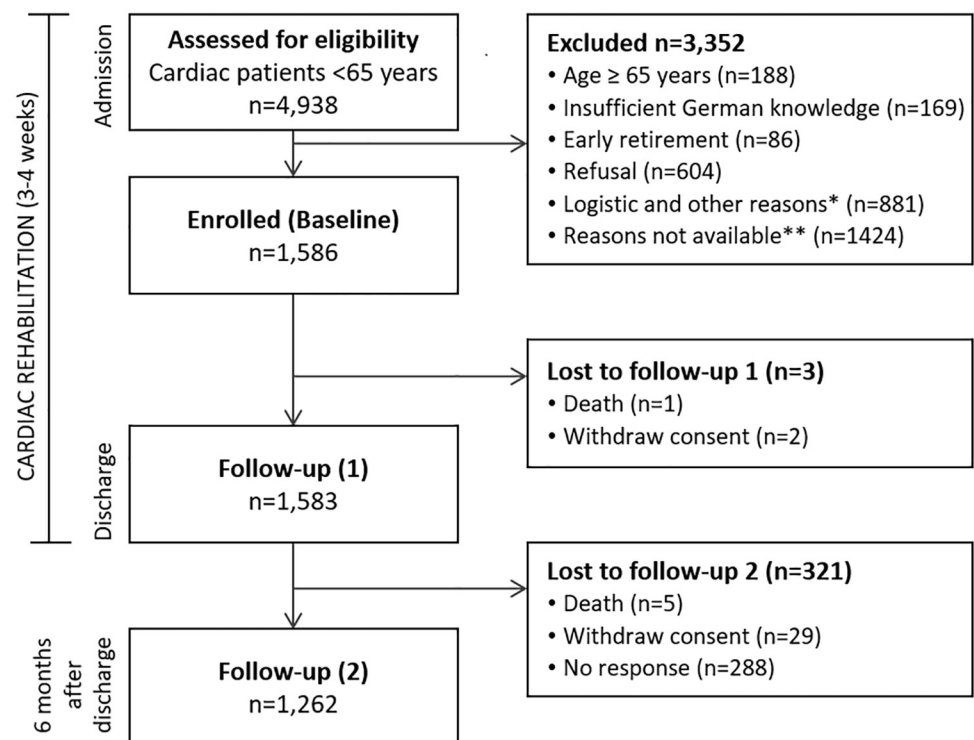 CARDIAC REHABILITATION (3-4 weeks)
Admission
Assessed for eligibility
Cardiac patients <65 years
n=4,938
Excluded n=3,352
• Age ≥ 65 years (n=188)
• Insufficient German knowledge (n=169)
• Early retirement (n=86)
• Refusal (n=604)
• Logistic and other reasons* (n=881)
• Reasons not available** (n=1424)
Enrolled (Baseline)
n=1,586
Lost to follow-up 1 (n=3)
• Death (n=1)
• Withdraw consent (n=2)
Discharge
Follow-up (1)
n=1,583
Lost to follow-up 2 (n=321)
• Death (n=5)
• Withdraw consent (n=29)
• No response (n=288)
6 months
after
discharge
Follow-up (2)
n=1,262